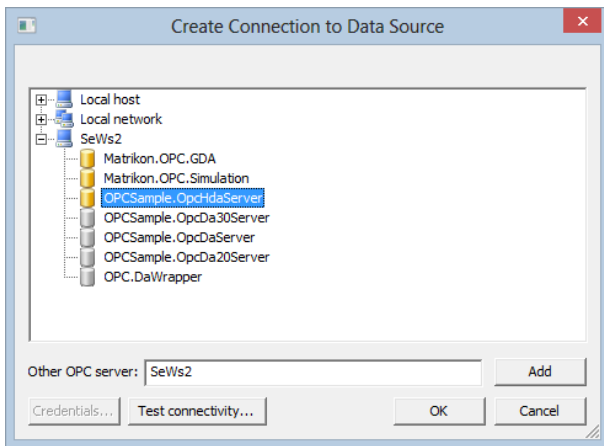 Create Connection to Data Source
Local host
Local network
SeWs2
Matrikon.OPC.GDA
Matrikon.OPC.Simulation
OPCSample.OpcHdaServer
OPCSample.OpcDa30Server
OPCSample.OpcDaServer
OPCSample.OpcDa20Server
OPC.DaWrapper
Other OPC server: SeWs2 Add
Credentials... Test connectivity... OK Cancel